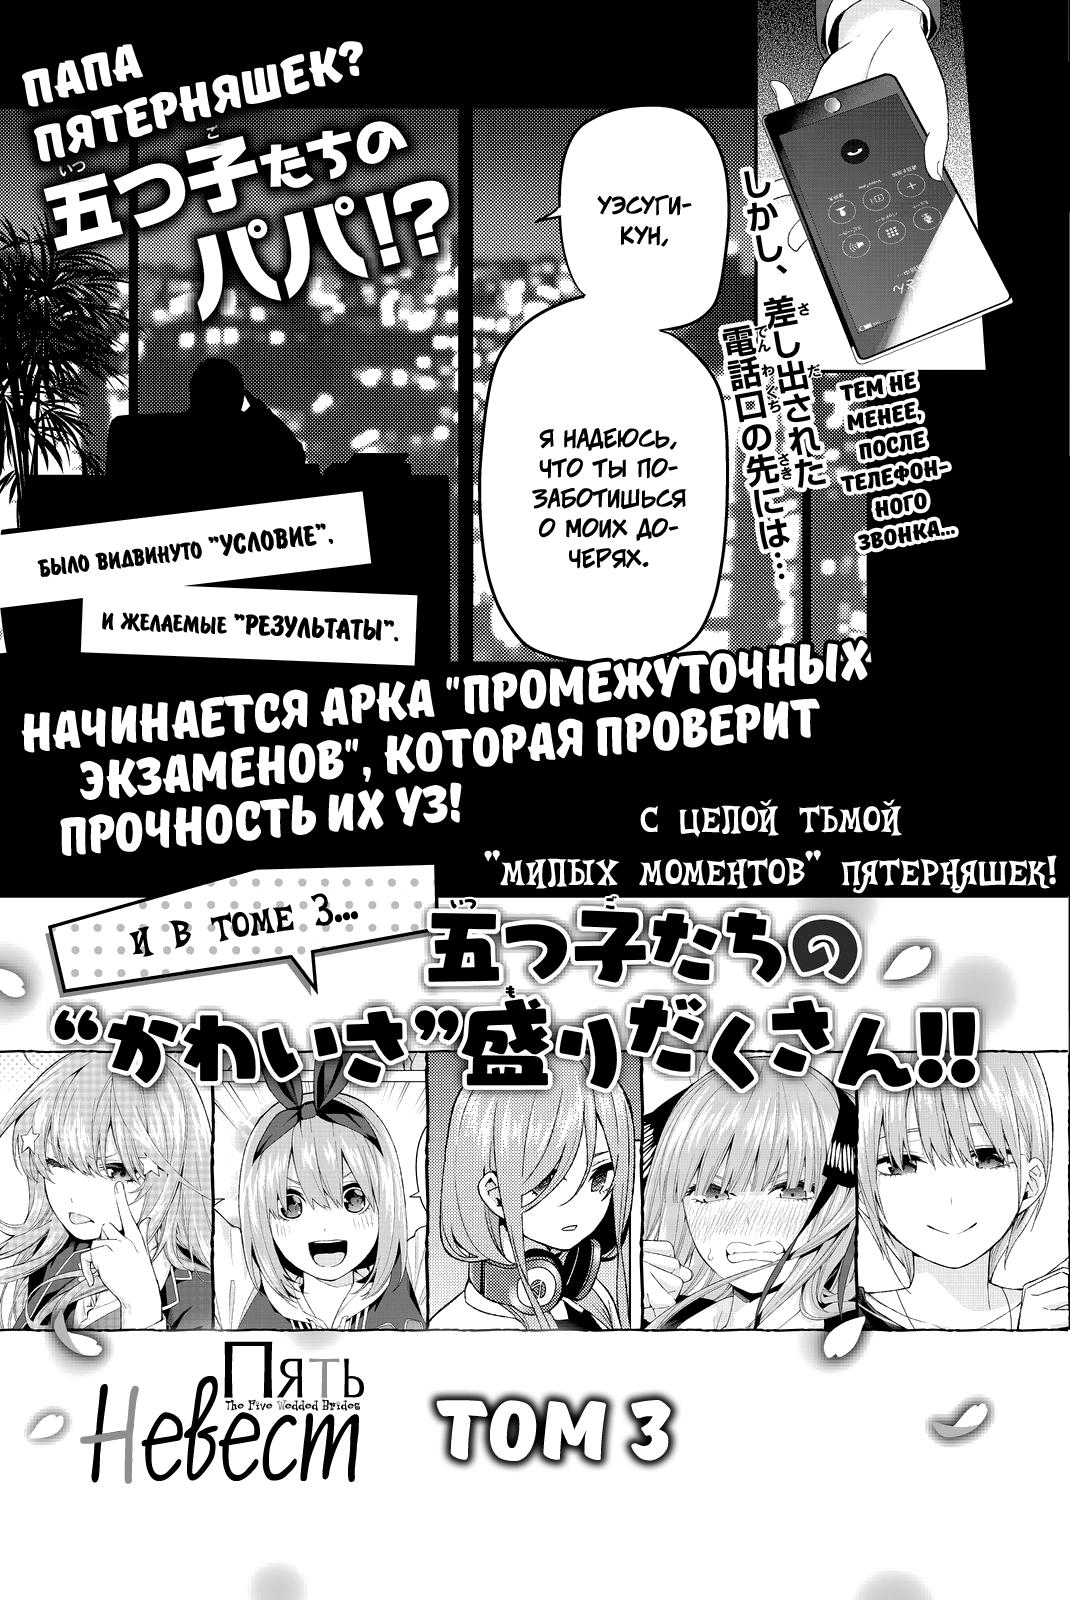 ПАПА
ПЯТЕРНЯШЕК?
五つ子たちの
パパ!?
УЭСУГИ-
КУН,
Я НАДЕЮСЬ,
ЧТО ТЫ ПО-
ЗАБОТИШЬСЯ
О МОИХ ДО-
ЧЕРЯХ.
しかし、差し出された
電話口の先には…
ТЕМ НЕ
МЕНЕЕ,
ПОСЛЕ
ТЕЛЕФОН-
НОГО
ЗВОНКА...
БЫЛО ВИДВИНУТО "УСЛОВИЕ",
И ЖЕЛАЕМЫЕ "РЕЗУЛЬТАТЫ".
НАЧИНАЕТСЯ АРКА "ПРОМЕЖУТОЧНЫХ
ЭКЗАМЕНОВ", КОТОРАЯ ПРОВЕРИТ
ПРОЧНОСТЬ ИХ УЗ!
С ЦЕЛОЙ ТЬМОЙ
"МИЛЫХ МОМЕНТОВ" ПЯТЕРНЯШЕК!
И В ТОМЕ 3...
五つ子たちの
“かわいさ”盛りだくさん!!
Пять
The Five Wedded Brides
Невест
ТОМ 3